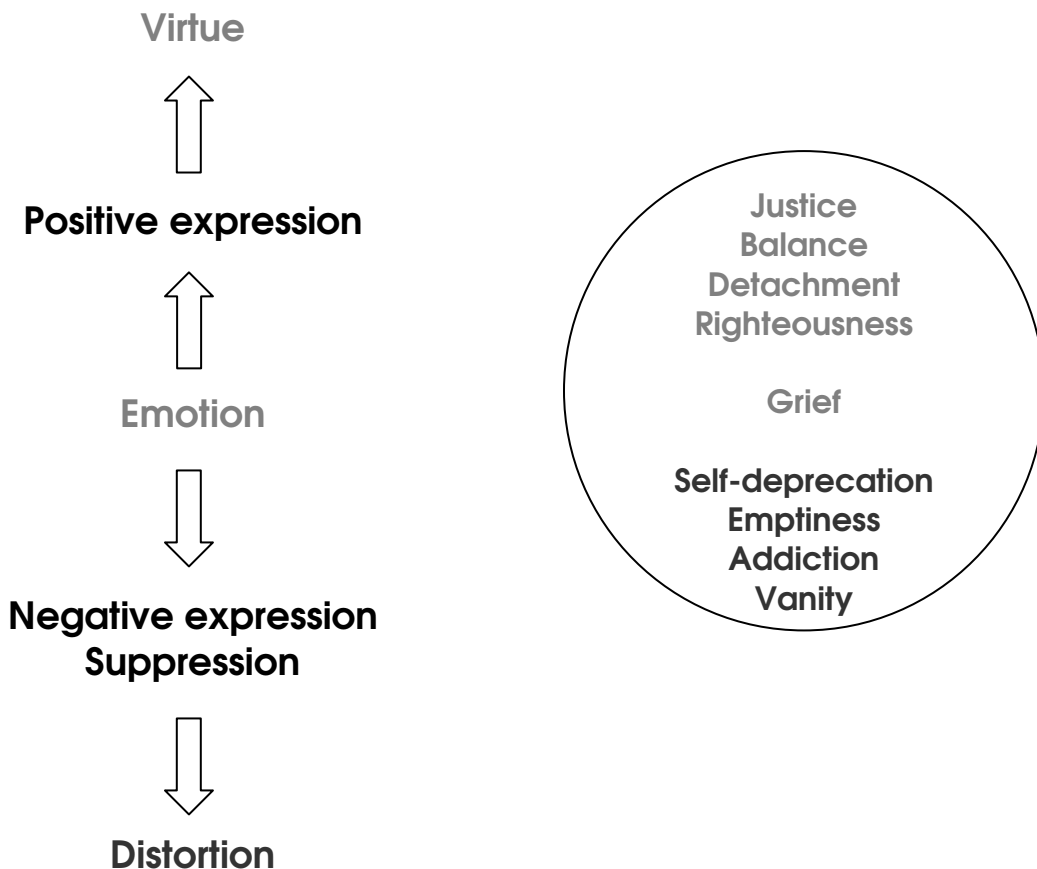 Virtue
Positive expression
Emotion
Negative expression
Suppression
Distortion
Justice
Balance
Detachment
Righteousness
Grief
Self-deprecation
Emptiness
Addiction
Vanity